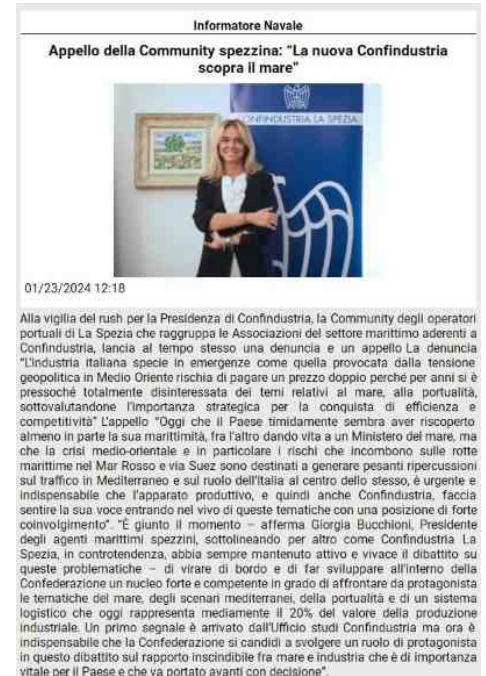 Informatore Navale
Appello della Community spezzina: "La nuova Confindustria
scopra il mare"
CONFINDUSTRIA LA SPEZIA
01/23/2024 12:18
Alla vigilia del rush per la Presidenza di Confindustria, la Community degli operatori
portuali di La Spezia che raggruppa le Associazioni del settore marittimo aderenti a
Confindustria, lancia al tempo stesso una denuncia e un appello La denuncia
"L'industria italiana specie in emergenze come quella provocata dalla tensione
geopolitica in Medio Oriente rischia di pagare un prezzo doppio perché per anni si è
pressoché totalmente disinteressata dei temi relativi al mare, alla portualità,
sottovalutandone l'importanza strategica per la conquista di efficienza e
competitività" L'appello "Oggi che il Paese timidamente sembra aver riscoperto
almeno in parte la sua marittimità, fra l'altro dando vita a un Ministero del mare, ma
che la crisi medio-orientale e in particolare i rischi che incombono sulle rotte
marittime nel Mar Rosso e via Suez sono destinati a generare pesanti ripercussioni
sul traffico in Mediterraneo e sul ruolo dell'Italia al centro dello stesso, è urgente e
indispensabile che l'apparato produttivo, e quindi anche Confindustria, faccia
sentire la sua voce entrando nel vivo di queste tematiche con una posizione di forte
coinvolgimento". "È giunto il momento – afferma Giorgia Bucchioni, Presidente
degli agenti marittimi spezzini, sottolineando per altro come Confindustria La
Spezia, in controtendenza, abbia sempre mantenuto attivo e vivace il dibattito su
queste problematiche – di virare di bordo e di far sviluppare all'interno della
Confederazione un nucleo forte e competente in grado di affrontare da protagonista
le tematiche del mare, degli scenari mediterranei, della portualità e di un sistema
logistico che oggi rappresenta mediamente il 20% del valore della produzione
industriale. Un primo segnale è arrivato dall'Ufficio studi Confindustria ma ora è
indispensabile che la Confederazione si candidi a svolgere un ruolo di protagonista
in questo dibattito sul rapporto inscindibile fra mare e industria che è di importanza
vitale per il Paese e che va portato avanti con decisione".